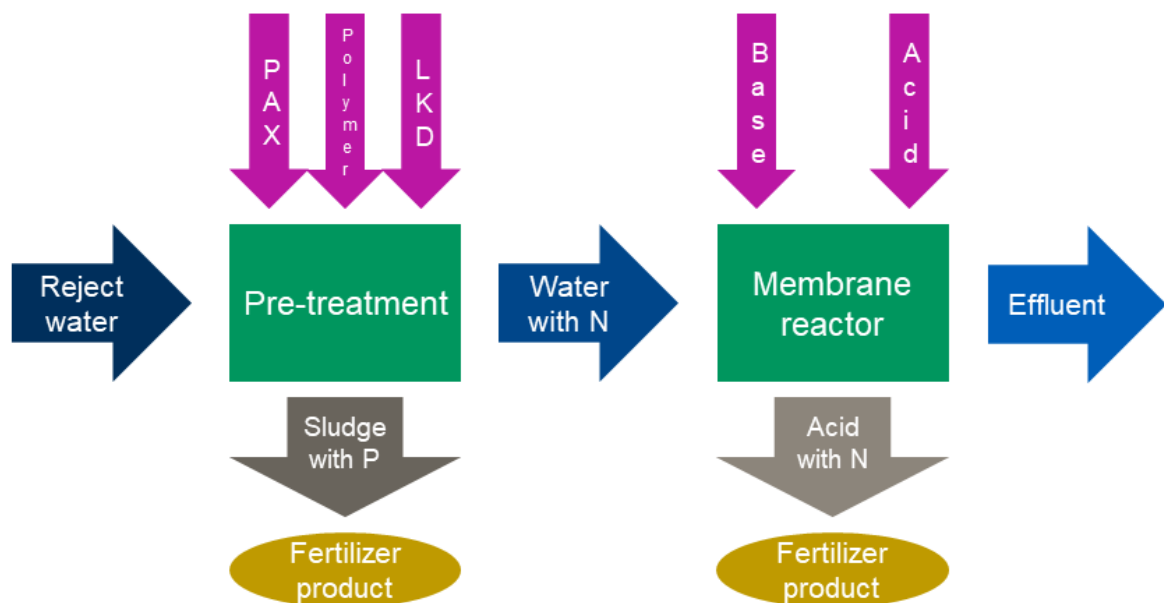 PAX
Polymer
LKD
Base
Acid
Reject
water
Pre-treatment
Water
with N
Membrane
reactor
Effluent
Sludge
with P
Acid
with N
Fertilizer
product
Fertilizer
product